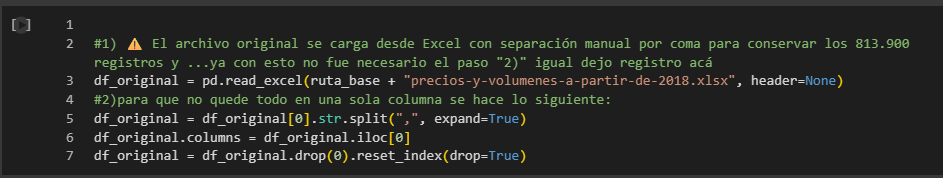 1
2 #1) ⚠️ El archivo original se carga desde Excel con separación manual por coma para conservar los 813.900
registros y ...ya con esto no fue necesario el paso "2)" igual dejo registro acá
3 df_original = pd.read_excel(ruta_base + "precios-y-volumenes-a-partir-de-2018.xlsx", header=None)
4 #2)para que no quede todo en una sola columna se hace lo siguiente:
5 df_original = df_original[0].str.split(",", expand=True)
6 df_original.columns = df_original.iloc[0]
7 df_original = df_original.drop(0).reset_index(drop=True)